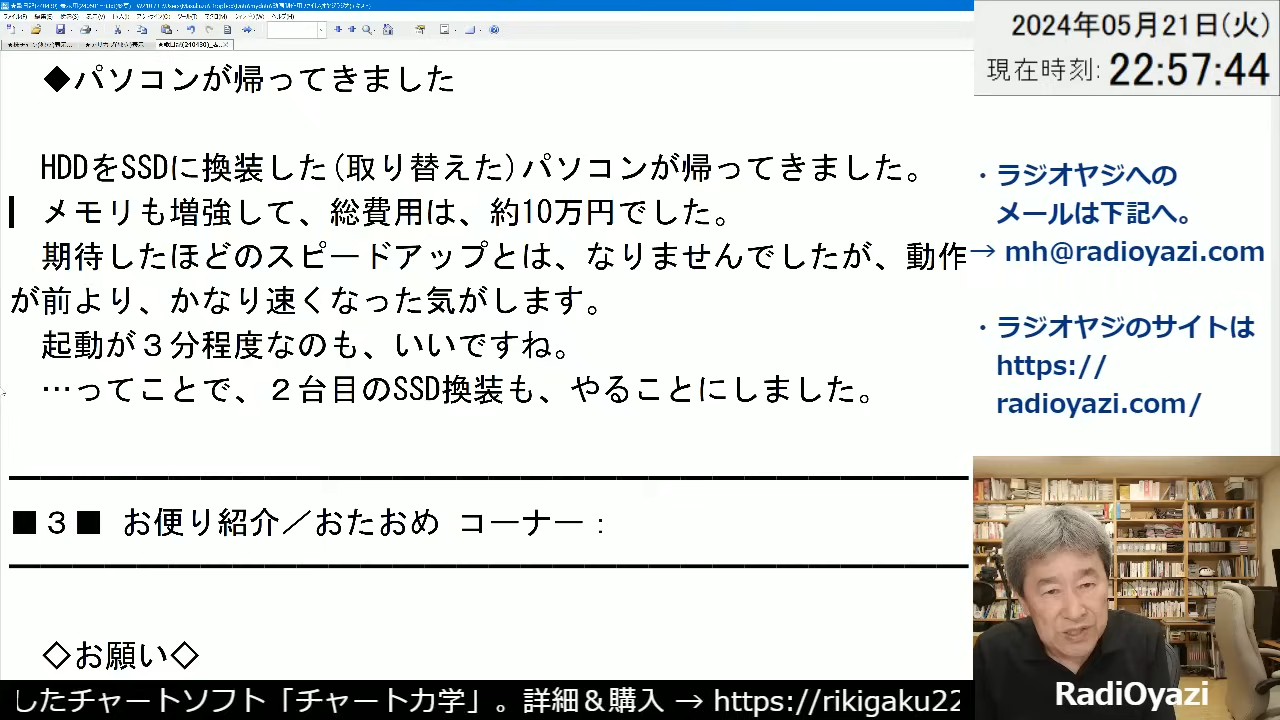 ◆パソコンが帰ってきました
HDDをSSDに換装した(取り替えた)パソコンが帰ってきました。
メモリも増強して、総費用は、約10万円でした。
期待したほどのスピードアップとは、なりませんでしたが、動作
が前より、かなり速くなった気がします。
起動が３分程度なのも、いいですね。
…ってことで、２台目のSSD換装も、やることにしました。
■３■ お便り紹介／おたおめ コーナー：
◇お願い◇
したチャートソフト「チャート力学」。詳細＆購入 → https://rikigaku22
2024年05月21日(火)
現在時刻: 22:57:44
・ラジオヤジへの
メールは下記へ。
→ mh@radioyazi.com
・ラジオヤジのサイトは
https://
radioyazi.com/
RadiOyazi